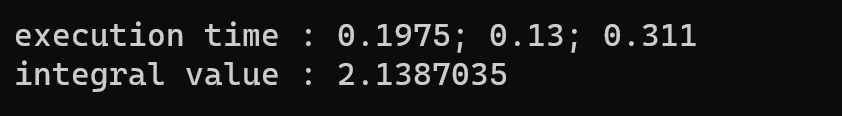 execution time : 0.1975; 0.13; 0.311
integral value : 2.1387035